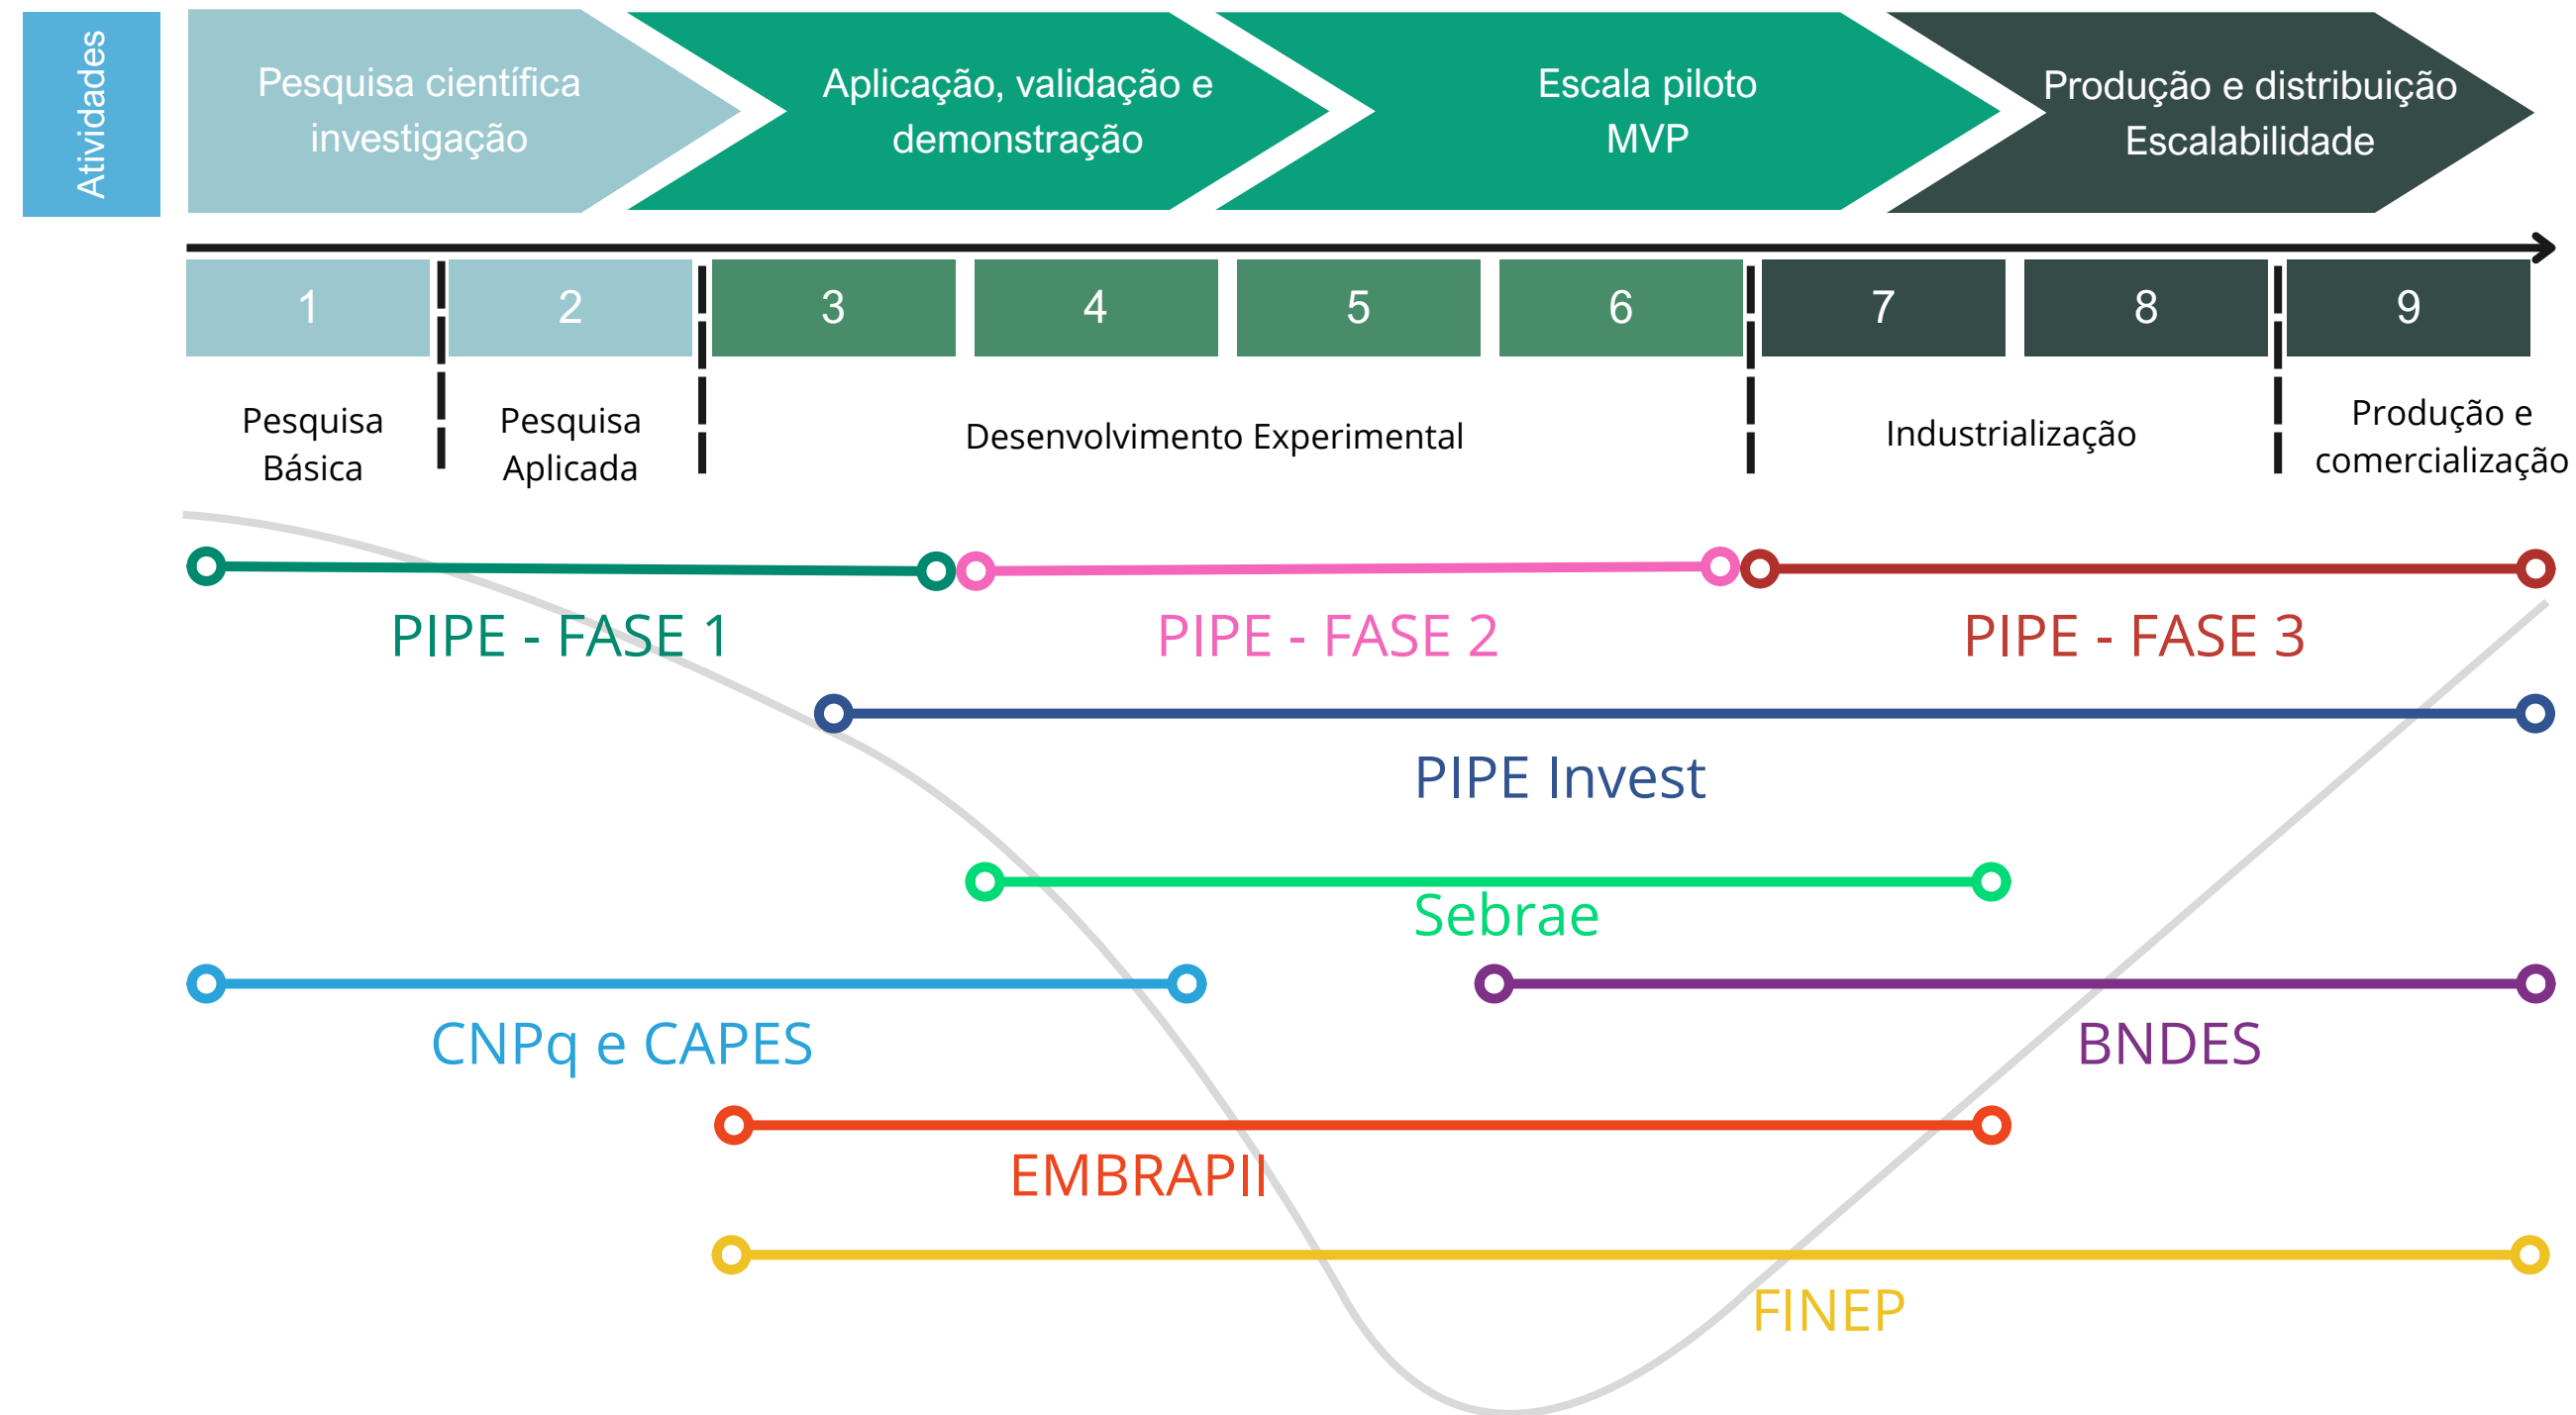 Atividades
Pesquisa científica
investigação
Aplicação, validação e
demonstração
Escala piloto
MVP
Produção e distribuição
Escalabilidade
1
2
3
4
5
6
7
8
9
Pesquisa
Básica
Pesquisa
Aplicada
Desenvolvimento Experimental
Industrialização
Produção e
comercialização
PIPE - FASE 1
PIPE - FASE 2
PIPE - FASE 3
PIPE Invest
Sebrae
CNPq e CAPES
BNDES
EMBRAPII
FINEP